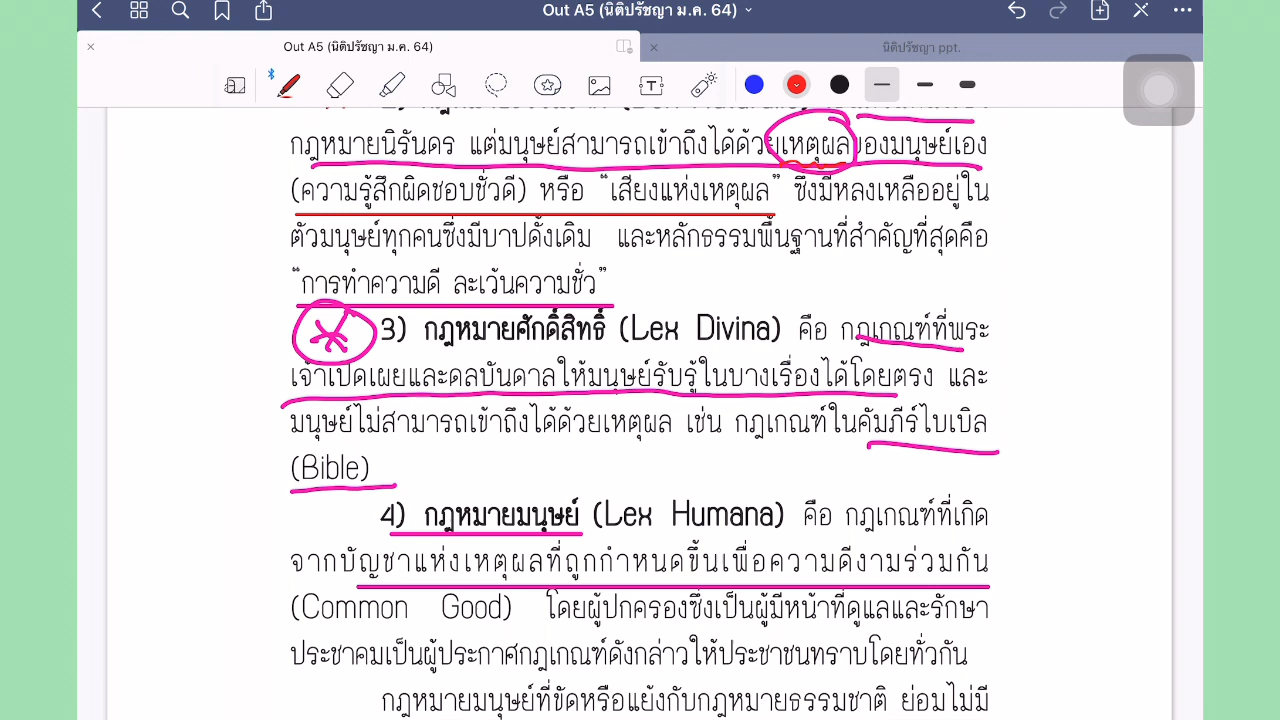 Out A5 (นิติปรัชญา ม.ค. 64)
Out A5 (นิติปรัชญา ม.ค. 64)
นิติปรัชญา ppt.
กฎหมายนิรันดร แต่มนุษย์สามารถเข้าถึงได้ด้วยเหตุผลของมนุษย์เอง
(ความรู้สึกผิดชอบชั่วดี) หรือ “เสียงแห่งเหตุผล” ซึ่งมีหลงเหลืออยู่ใน
ตัวมนุษย์ทุกคนซึ่งมีบาปดั้งเดิม และหลักธรรมพื้นฐานที่สำคัญที่สุดคือ
“การทำความดี ละเว้นความชั่ว”
3) กฎหมายศักดิ์สิทธิ์ (Lex Divina) คือ กฎเกณฑ์ที่พระ
เจ้าเปิดเผยและดลบันดาลให้มนุษย์รับรู้ในบางเรื่องได้โดยตรง และ
มนุษย์ไม่สามารถเข้าถึงได้ด้วยเหตุผล เช่น กฎเกณฑ์ในคัมภีร์ไบเบิล
(Bible)
4) กฎหมายมนุษย์ (Lex Humana) คือ กฎเกณฑ์ที่เกิด
จากบัญชาแห่งเหตุผลที่ถูกกำหนดขึ้นเพื่อความดีงามร่วมกัน
(Common Good) โดยผู้ปกครองซึ่งเป็นผู้มีหน้าที่ดูแลและรักษา
ประชาคมเป็นผู้ประกาศกฎเกณฑ์ดังกล่าวให้ประชาชนทราบโดยทั่วกัน
กฎหมายมนุษย์ที่ขัดหรือแย้งกับกฎหมายธรรมชาติ ย่อมไม่มี